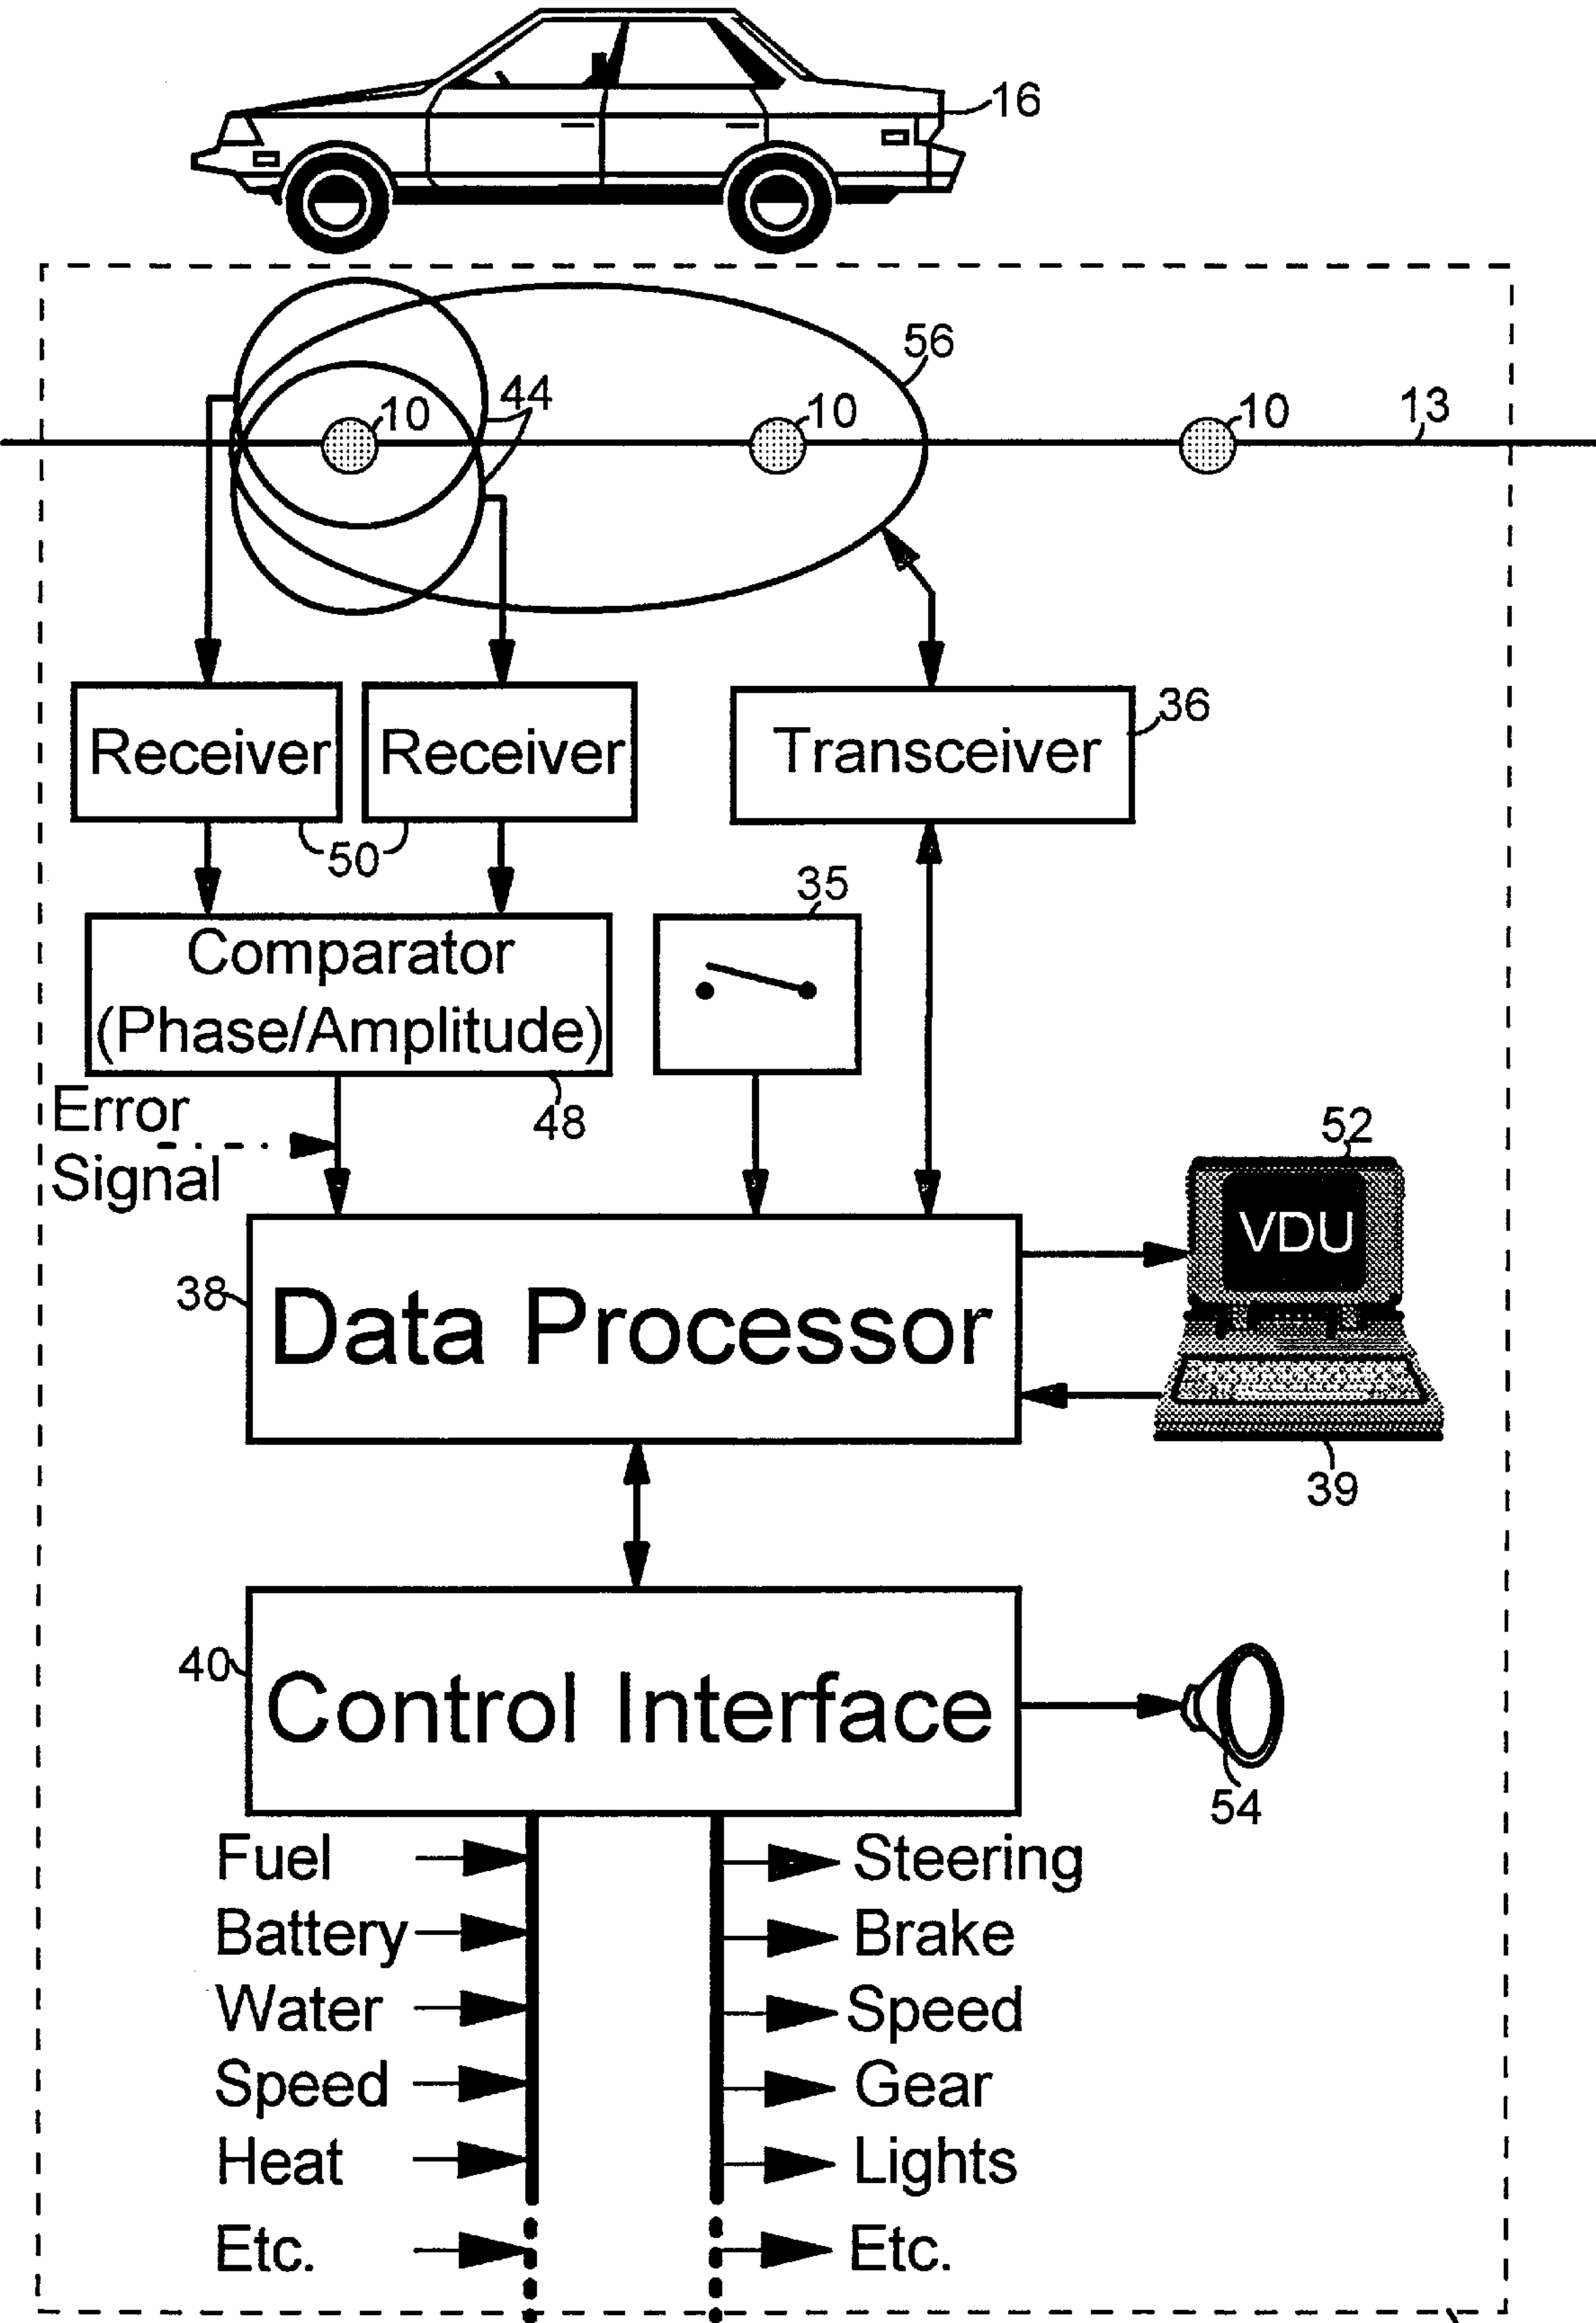 16
56
44
10
10
10
13
36
Receiver
Receiver
Transceiver
50
35
Comparator
(Phase/Amplitude)
48
Error
Signal
52
VDU
38
Data Processor
39
40
Control Interface
54
Fuel
Steering
Battery
Brake
Water
Speed
Speed
Gear
Heat
Lights
Etc.
Etc.